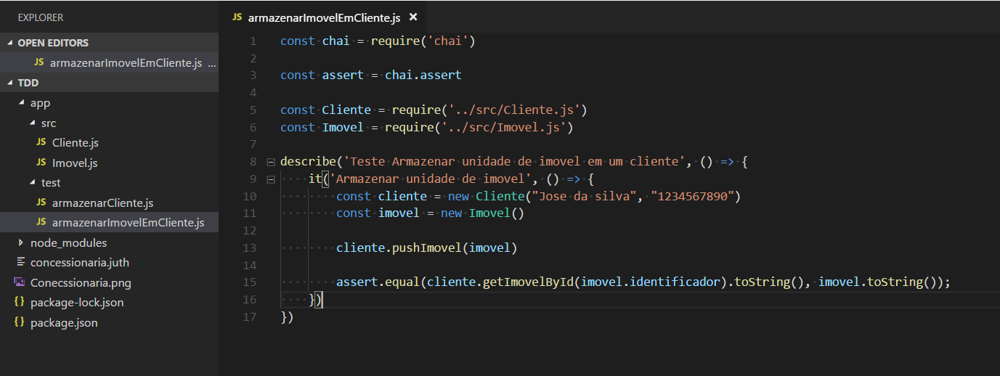 EXPLORER
OPEN EDITORS
JS armazenarImovelEmCliente.js ...
TDD
app
src
JS Cliente.js
JS Imovel.js
test
JS armazenarCliente.js
JS armazenarImovelEmCliente.js
node_modules
concessionaria.juth
Conecssionaria.png
{} package-lock.json
{} package.json
JS armazenarImovelEmCliente.js ×
1 const chai = require('chai')
2
3 const assert = chai.assert
4
5 const Cliente = require('../src/Cliente.js')
6 const Imovel = require('../src/Imovel.js')
7
8 describe('Teste Armazenar unidade de imovel em um cliente', () => {
9     it('Armazenar unidade de imovel', () => {
10         const cliente = new Cliente("Jose da silva", "1234567890")
11         const imovel = new Imovel()
12
13         cliente.pushImovel(imovel)
14
15         assert.equal(cliente.getImovelById(imovel.identificador).toString(), imovel.toString());
16     })
17 })